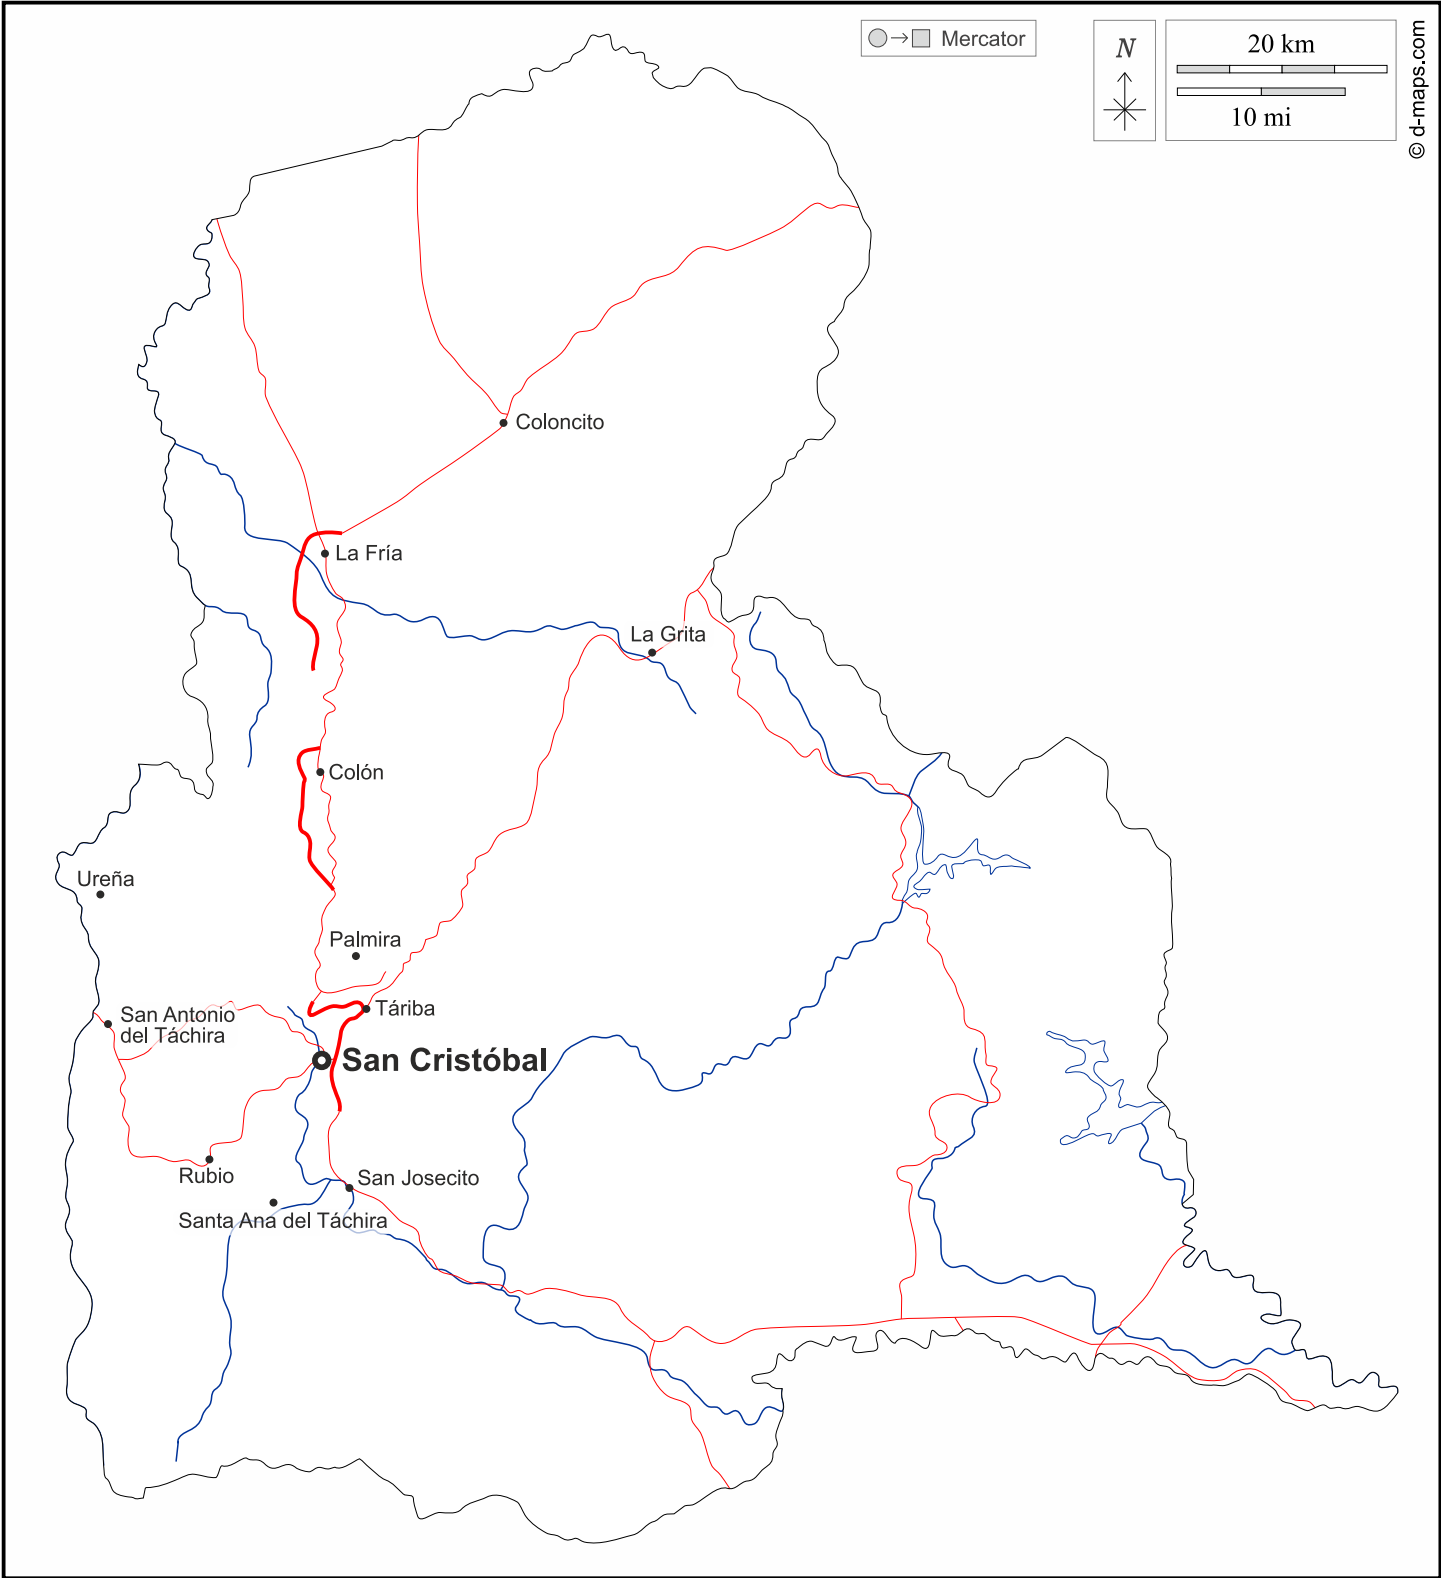 Mercator
N
20 km
10 mi
© d-maps.com
Coloncito
La Fría
La Grita
Colón
Ureña
Palmira
San Antonio
del Táchira
Táriba
San Cristóbal
Rubio
San Josecito
Santa Ana del Táchira